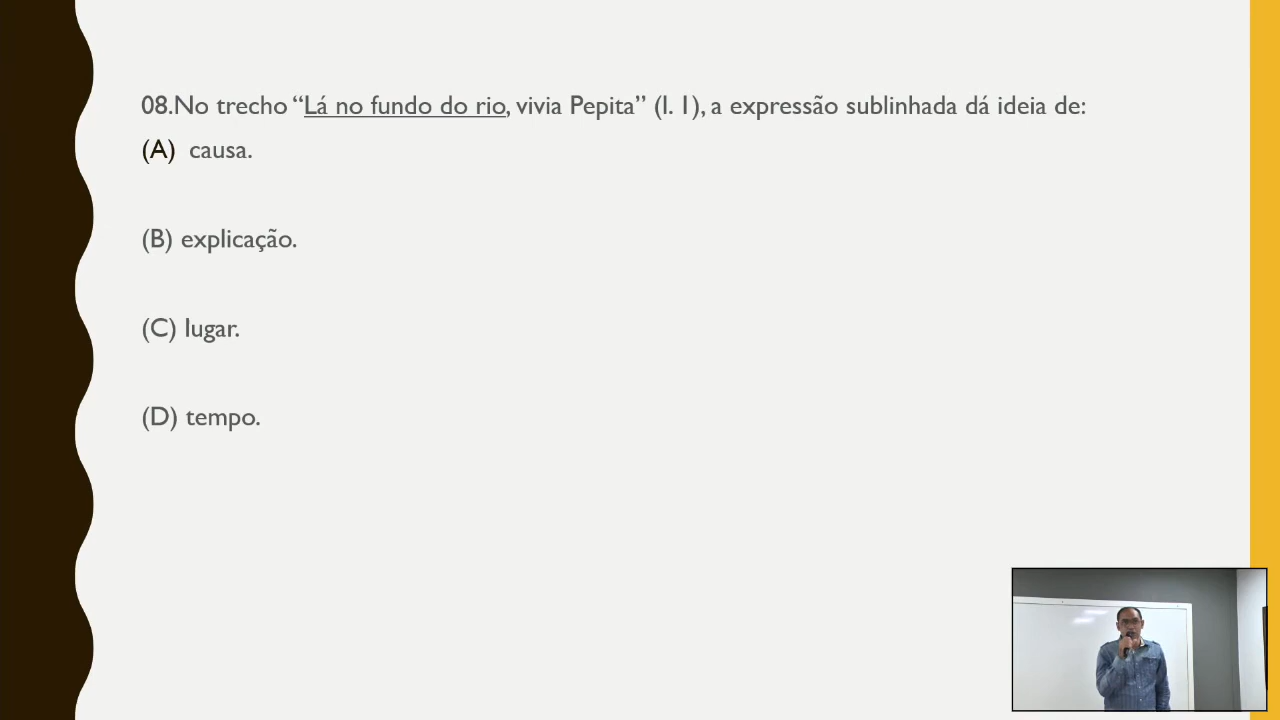 08.No trecho “Lá no fundo do rio, vivia Pepita” (l. 1), a expressão sublinhada dá ideia de:
(A) causa.
(B) explicação.
(C) lugar.
(D) tempo.